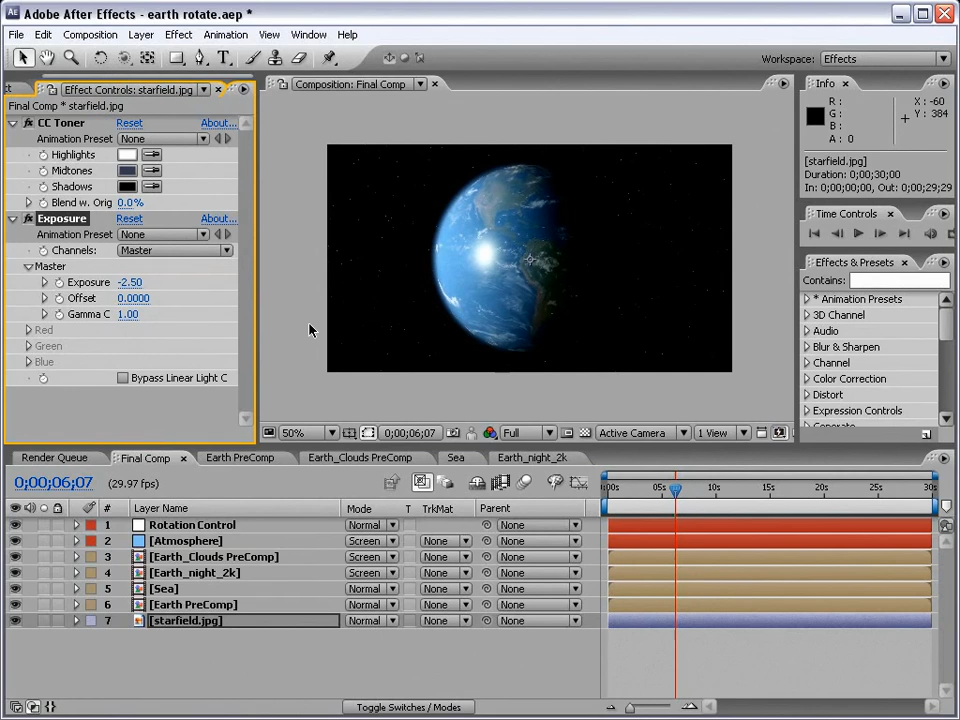 Adobe After Effects - earth rotate.aep *
File Edit Composition Layer Effect Animation View Window Help
Workspace: Effects
Effect Controls: starfield.jpg
Final Comp * starfield.jpg
CC Toner Reset About...
Animation Preset None
Highlights
Midtones
Shadows
Blend w. Orig 0.0%
Exposure Reset About...
Animation Preset None
Channels: Master
Master
Exposure -2.50
Offset 0.0000
Gamma C 1.00
Red
Green
Blue
Bypass Linear Light C
Composition: Final Comp
50% 0;00;06;07 Full Active Camera 1 View
Info
R : X : -60
G : Y : 384
B :
A : 0
[starfield.jpg]
Duration: 0;00;30;00
In: 0;00;00;00, Out: 0;00;29;29
Time Controls
Effects & Presets
Contains:
* Animation Presets
3D Channel
Audio
Blur & Sharpen
Channel
Color Correction
Distort
Expression Controls
Render Queue Final Comp Earth PreComp Earth_Clouds PreComp Sea Earth_night_2k
0;00;06;07 (29.97 fps)
:00s 05s 10s 15s 20s 25s 30s
# Layer Name Mode T TrkMat Parent
1 Rotation Control Normal None
2 [Atmosphere] Screen None None
3 [Earth_Clouds PreComp] Screen None None
4 [Earth_night_2k] Screen None None
5 [Sea] Normal None None
6 [Earth PreComp] Normal None None
7 [starfield.jpg] Normal None None
Toggle Switches / Modes